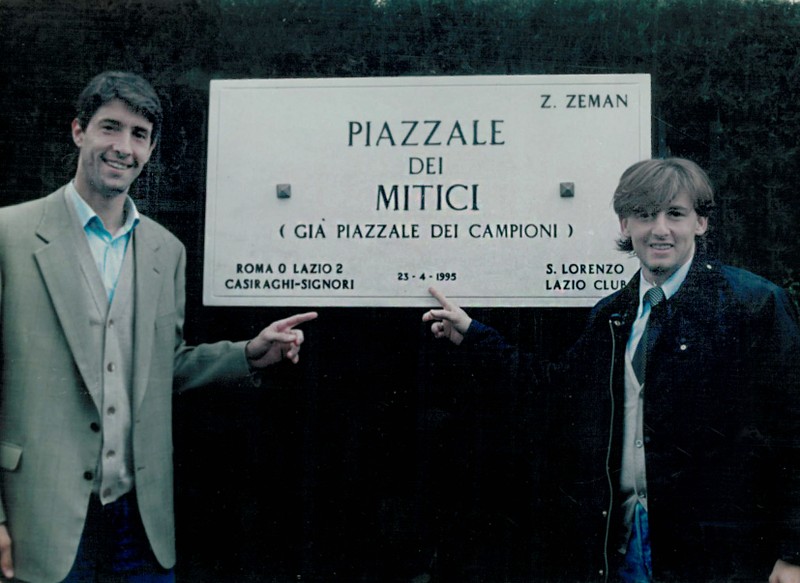 Z. ZEMAN
PIAZZALE
DEI
MITICI
( GIÀ PIAZZALE DEI CAMPIONI )
ROMA 0 LAZIO 2
CASIRAGHI-SIGNORI
23-4-1995
S. LORENZO
LAZIO CLUB